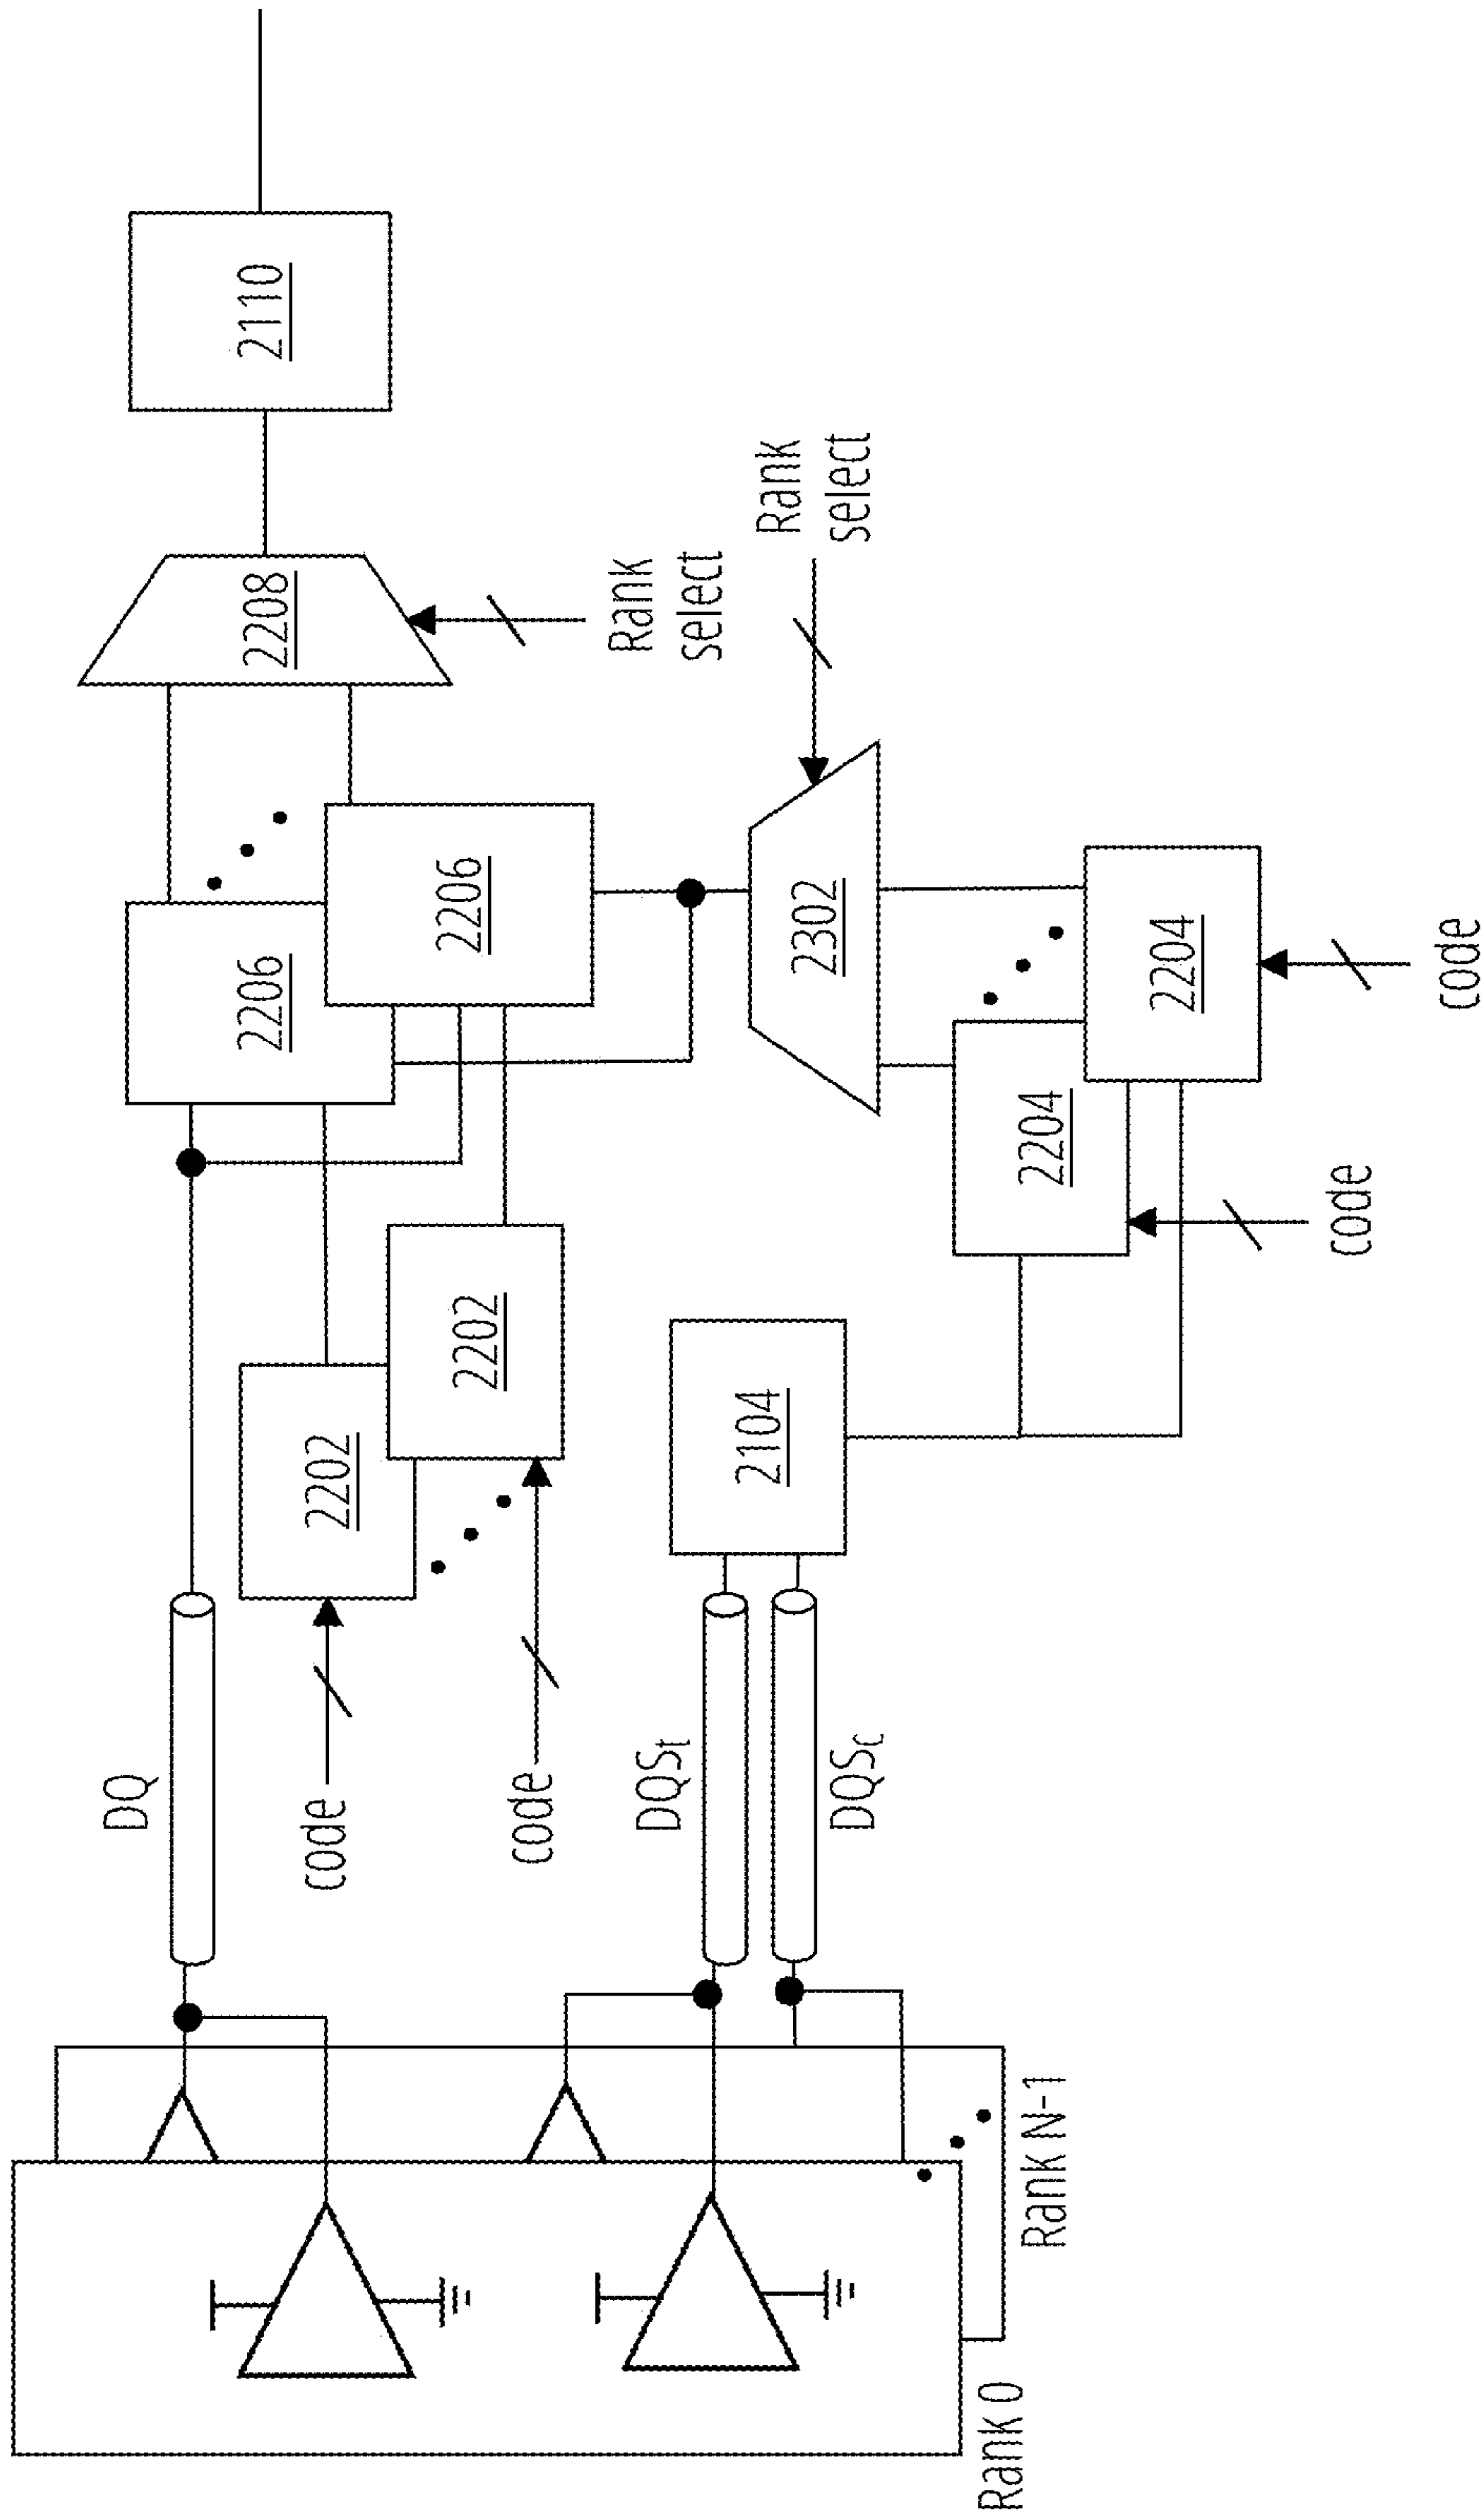 DQ
code
code
2202
2202
2206
2206
2208
Rank
select
2110
DQSt
DQSc
2104
2302
Rank
select
2204
2204
code
code
Rank 0
Rank N-1